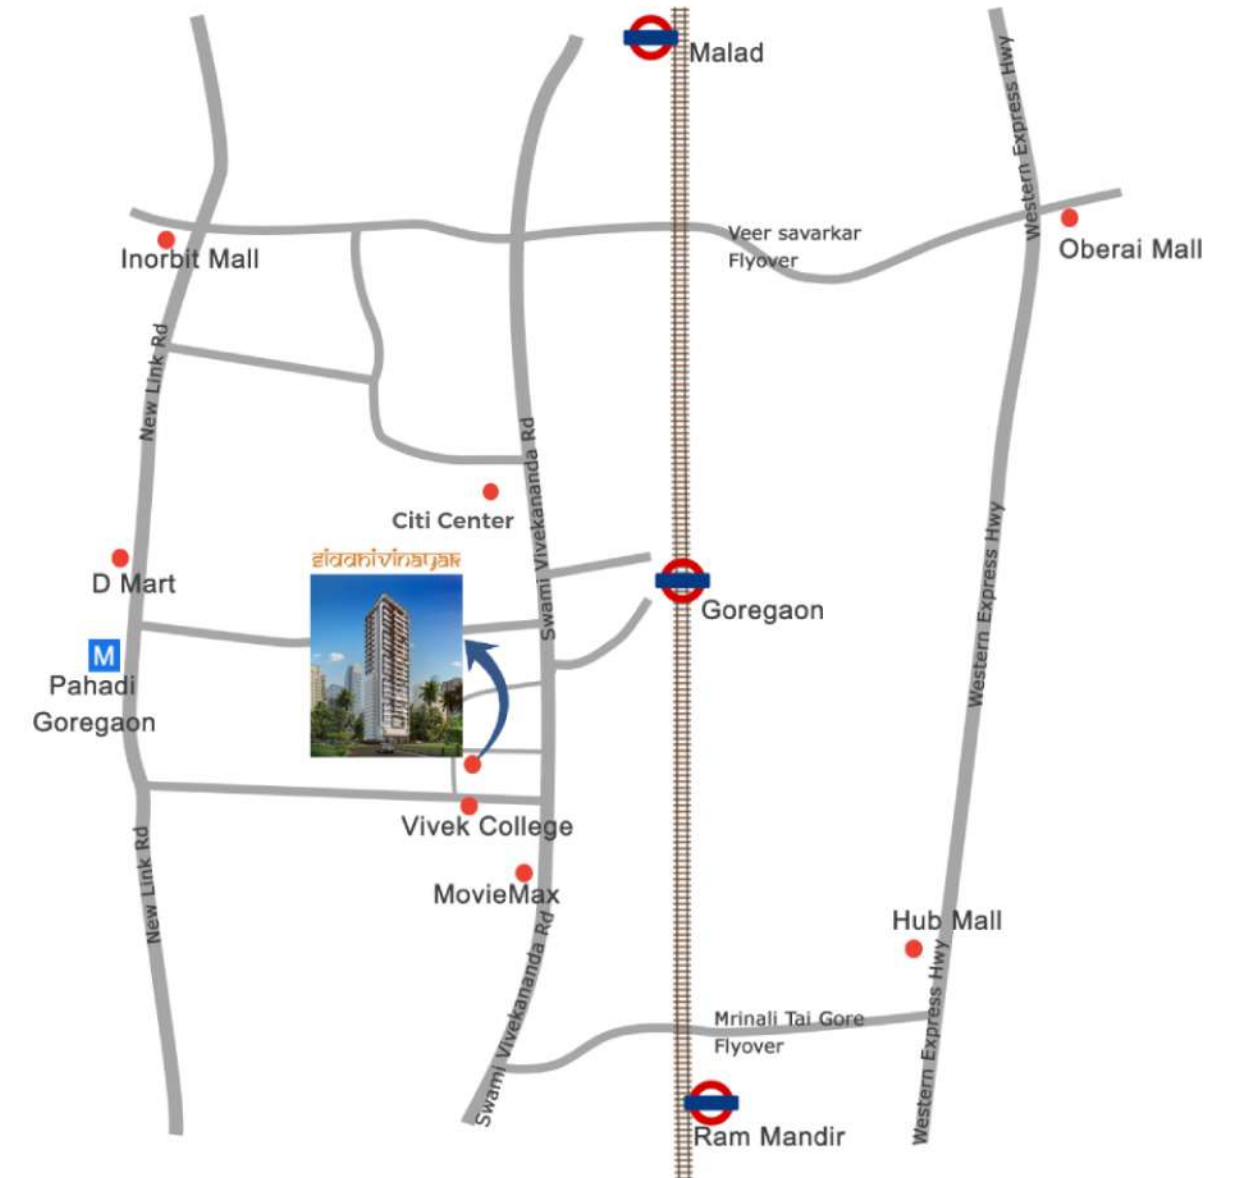 Malad
Western Express Hwy
Veer savarkar
Flyover
Oberai Mall
Inorbit Mall
New Link Rd
Swami Vivekananda Rd
Citi Center
siddhivinayak
D Mart
Goregaon
Western Express Hwy
M
Pahadi
Goregaon
Vivek College
New Link Rd
MovieMax
Hub Mall
Swami Vivekananda Rd
Western Express Hwy
Mrinali Tai Gore
Flyover
Ram Mandir